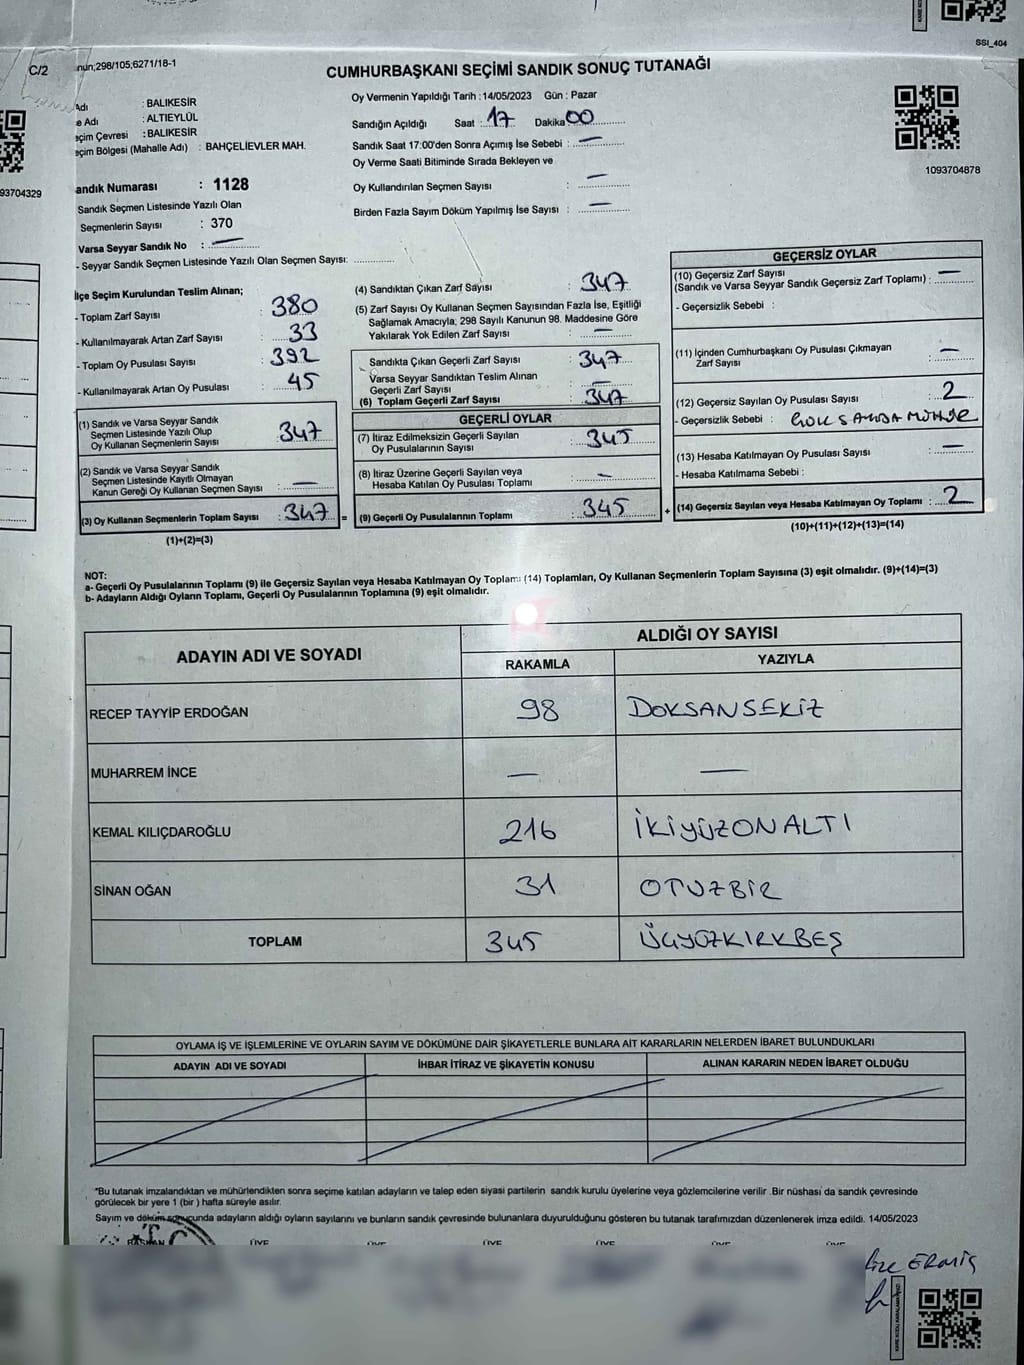 SSI_404
C/2
nun;298/105;6271/18-1
CUMHURBAŞKANI SEÇİMİ SANDIK SONUÇ TUTANAĞI
Adı : BALIKESİR
e Adı : ALTIEYLÜL
eçim Çevresi : BALIKESİR
eçim Bölgesi (Mahalle Adı) : BAHÇELİEVLER MAH.
Oy Vermenin Yapıldığı Tarih : 14/05/2023 Gün : Pazar
Sandığın Açıldığı Saat : 17 Dakika 00
Sandık Saat 17:00'den Sonra Açımış İse Sebebi : —
Oy Verme Saati Bitiminde Sırada Bekleyen ve
Oy Kullandırılan Seçmen Sayısı : —
Birden Fazla Sayım Döküm Yapılmış İse Sayısı : —
1093704878
93704329
andık Numarası : 1128
Sandık Seçmen Listesinde Yazılı Olan
Seçmenlerin Sayısı : 370
Varsa Seyyar Sandık No : —
- Seyyar Sandık Seçmen Listesinde Yazılı Olan Seçmen Sayısı:
İlçe Seçim Kurulundan Teslim Alınan;
- Toplam Zarf Sayısı : 380
- Kullanılmayarak Artan Zarf Sayısı : 33
- Toplam Oy Pusulası Sayısı : 392
- Kullanılmayarak Artan Oy Pusulası : 45
(1) Sandık ve Varsa Seyyar Sandık
Seçmen Listesinde Yazılı Olup
Oy Kullanan Seçmenlerin Sayısı : 347
(2) Sandık ve Varsa Seyyar Sandık
Seçmen Listesinde Kayıtlı Olmayan
Kanun Gereği Oy Kullanan Seçmen Sayısı : —
(3) Oy Kullanan Seçmenlerin Toplam Sayısı : 347 =
(1)+(2)=(3)
(4) Sandıktan Çıkan Zarf Sayısı : 347
(5) Zarf Sayısı Oy Kullanan Seçmen Sayısından Fazla İse, Eşitliği
Sağlamak Amacıyla; 298 Sayılı Kanunun 98. Maddesine Göre
Yakılarak Yok Edilen Zarf Sayısı : —
Sandıkta Çıkan Geçerli Zarf Sayısı : 347
Varsa Seyyar Sandıktan Teslim Alınan
Geçerli Zarf Sayısı : —
(6) Toplam Geçerli Zarf Sayısı : 347
GEÇERLİ OYLAR
(7) İtiraz Edilmeksizin Geçerli Sayılan
Oy Pusulalarının Sayısı : 345
(8) İtiraz Üzerine Geçerli Sayılan veya
Hesaba Katılan Oy Pusulası Toplamı : —
(9) Geçerli Oy Pusulalarının Toplamı : 345 +
GEÇERSİZ OYLAR
(10) Geçersiz Zarf Sayısı
(Sandık ve Varsa Seyyar Sandık Geçersiz Zarf Toplamı) : —
- Geçersizlik Sebebi :
(11) İçinden Cumhurbaşkanı Oy Pusulası Çıkmayan
Zarf Sayısı : —
(12) Geçersiz Sayılan Oy Pusulası Sayısı : 2
- Geçersizlik Sebebi :
(13) Hesaba Katılmayan Oy Pusulası Sayısı : —
- Hesaba Katılmama Sebebi :
(14) Geçersiz Sayılan veya Hesaba Katılmayan Oy Toplamı : 2
(10)+(11)+(12)+(13)=(14)
NOT:
a- Geçerli Oy Pusulalarının Toplamı (9) ile Geçersiz Sayılan veya Hesaba Katılmayan Oy Toplamı (14) Toplamları, Oy Kullanan Seçmenlerin Toplam Sayısına (3) eşit olmalıdır. (9)+(14)=(3)
b- Adayların Aldığı Oyların Toplamı, Geçerli Oy Pusulalarının Toplamına (9) eşit olmalıdır.
ADAYIN ADI VE SOYADI ALDIĞI OY SAYISI
RAKAMLA YAZIYLA
RECEP TAYYİP ERDOĞAN 98 DOKSANSEKİZ
MUHARREM İNCE — —
KEMAL KILIÇDAROĞLU 216 İKİYÜZONALTI
SİNAN OĞAN 31 OTUZBİR
TOPLAM 345 ÜÇYÜZKIRKBEŞ
OYLAMA İŞ VE İŞLEMLERİNE VE OYLARIN SAYIM VE DÖKÜMÜNE DAİR ŞİKAYETLERLE BUNLARA AİT KARARLARIN NELERDEN İBARET BULUNDUKLARI
ADAYIN ADI VE SOYADI İHBAR İTİRAZ VE ŞİKAYETİN KONUSU ALINAN KARARIN NEDEN İBARET OLDUĞU
"Bu tutanak imzalandıktan ve mühürlendikten sonra seçime katılan adayların ve talep eden siyasi partilerin sandık kurulu üyelerine veya gözlemcilerine verilir .Bir nüshası da sandık çevresinde
görülecek bir yere 1 (bir ) hafta süreyle asılır.
Sayım ve döküm sonucunda adayların aldığı oyların sayılarını ve bunların sandık çevresinde bulunanlara duyurulduğunu gösteren bu tutanak tarafımızdan düzenlenerek imza edildi. 14/05/2023
BAŞKAN ÜYE ÜYE ÜYE ÜYE ÜYE ÜYE
ERMİŞ